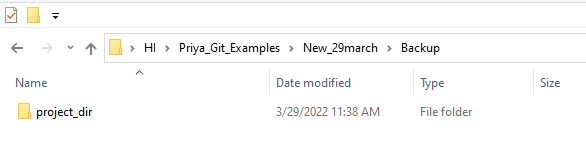 HI > Priya_Git_Examples > New_29march > Backup
Name Date modified Type Size
project_dir 3/29/2022 11:38 AM File folder